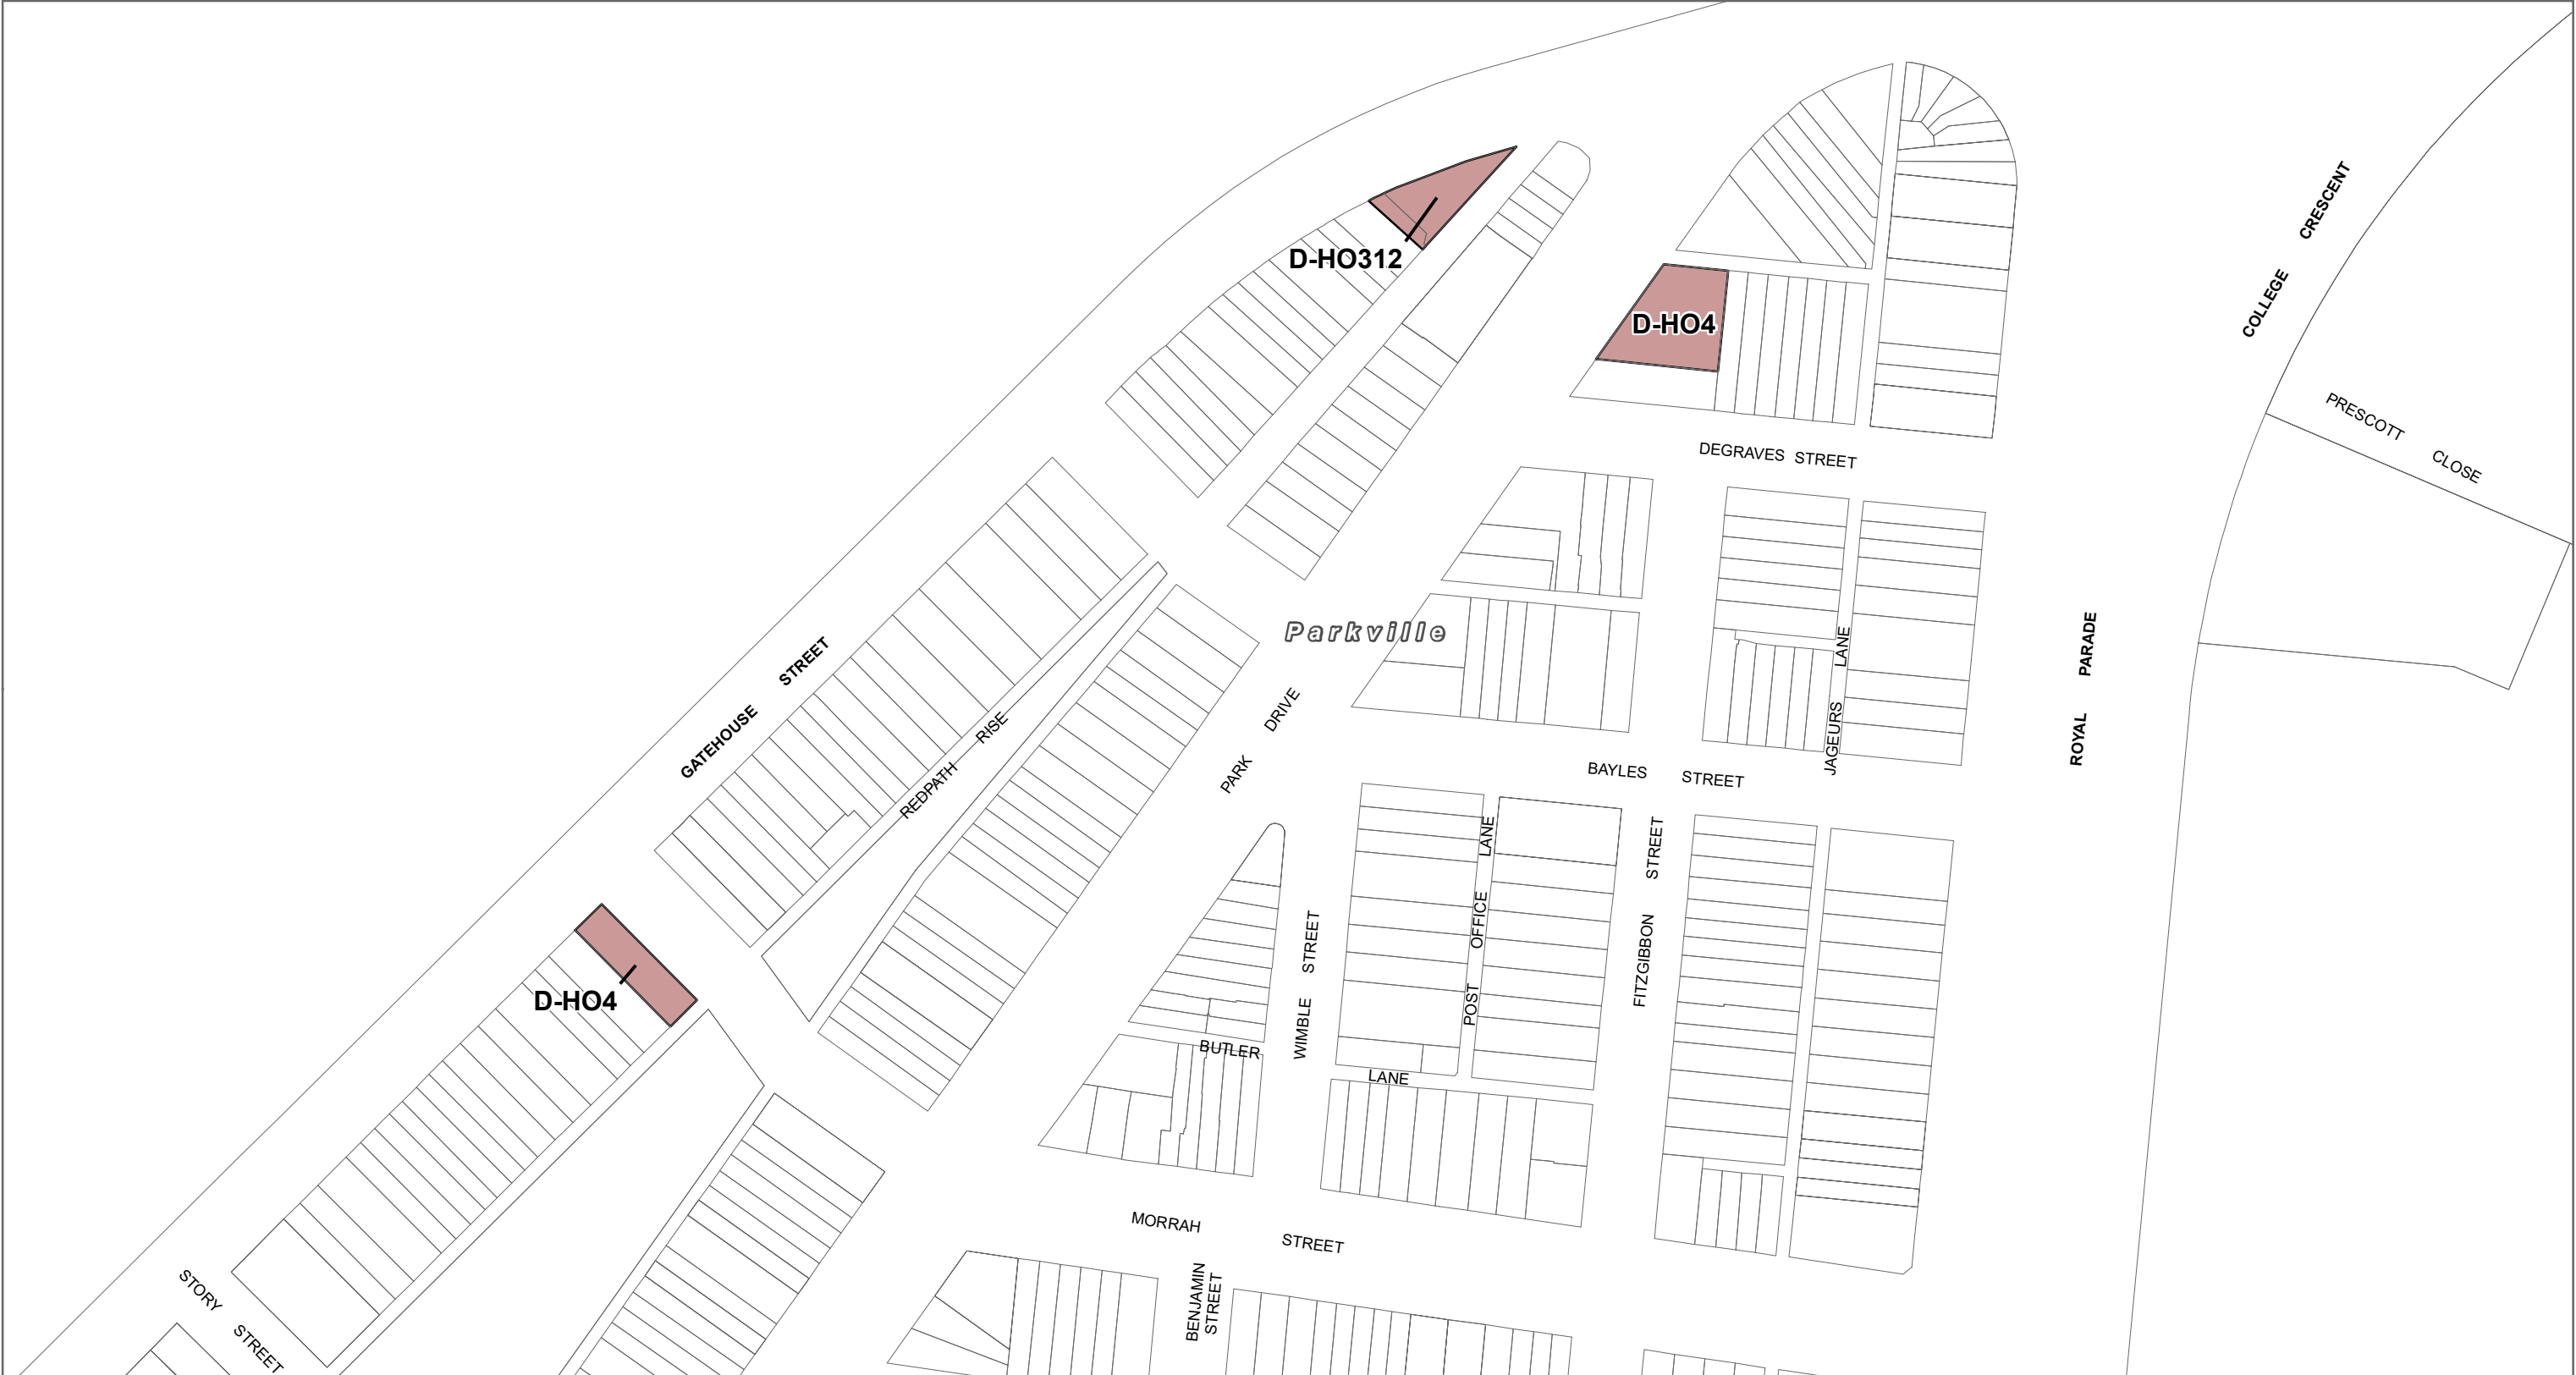 COLLEGE CRESCENT
D-HO312
D-HO4
PRESCOTT CLOSE
DEGRAVES STREET
Parkville
GATEHOUSE STREET
REDPATH RISE
PARK DRIVE
JAGEURS LANE
ROYAL PARADE
BAYLES STREET
POST OFFICE LANE
FITZGIBBON STREET
WIMBLE STREET
D-HO4
BUTLER LANE
MORRAH STREET
BENJAMIN
STREET
STORY STREET